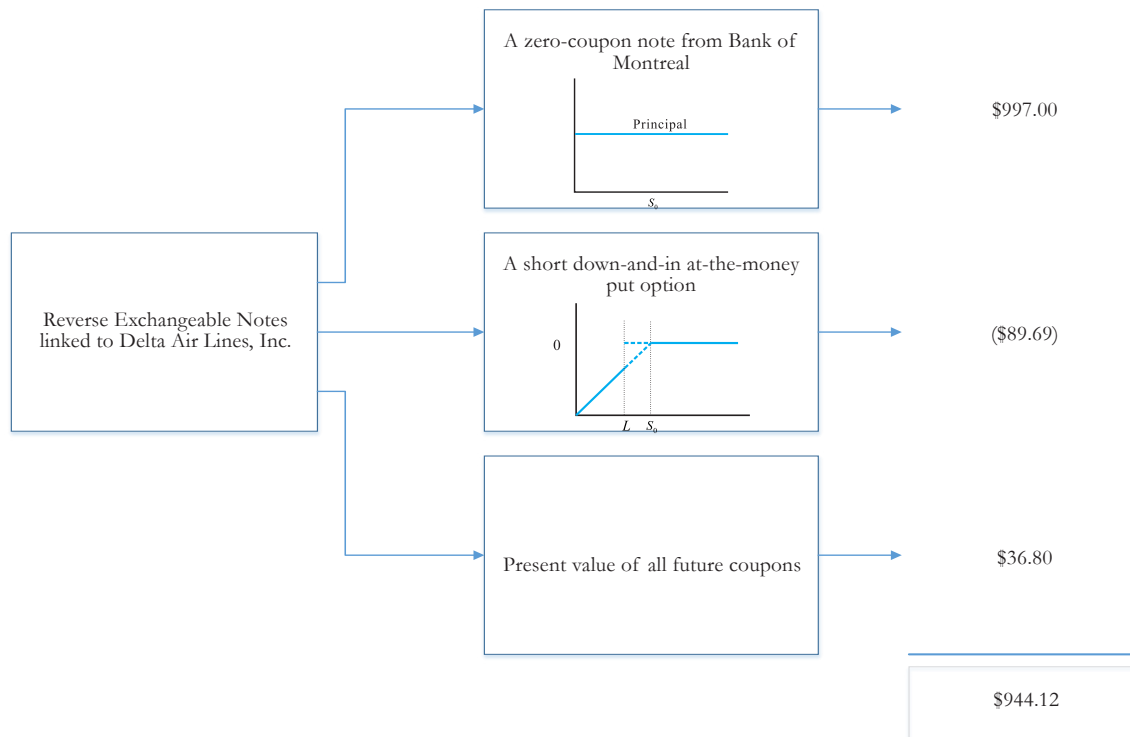 A zero-coupon note from Bank of
Montreal
Principal
S₀
$997.00
Reverse Exchangeable Notes
linked to Delta Air Lines, Inc.
A short down-and-in at-the-money
put option
0
L S₀
($89.69)
Present value of all future coupons
$36.80
$944.12